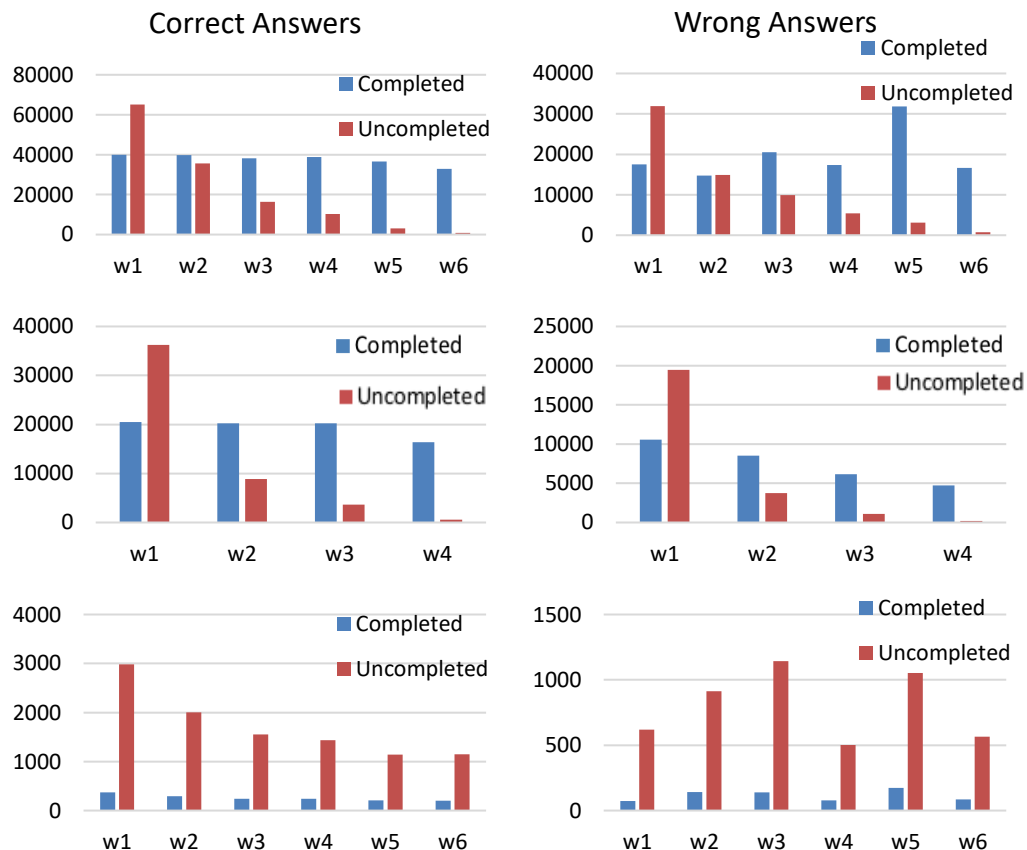 Correct Answers
80000
60000
40000
20000
0
Completed
Uncompleted
w1 w2 w3 w4 w5 w6
Wrong Answers
40000
30000
20000
10000
0
Completed
Uncompleted
w1 w2 w3 w4 w5 w6
40000
30000
20000
10000
0
Completed
Uncompleted
w1 w2 w3 w4
25000
20000
15000
10000
5000
0
Completed
Uncompleted
w1 w2 w3 w4
4000
3000
2000
1000
0
Completed
Uncompleted
w1 w2 w3 w4 w5 w6
1500
1000
500
0
Completed
Uncompleted
w1 w2 w3 w4 w5 w6